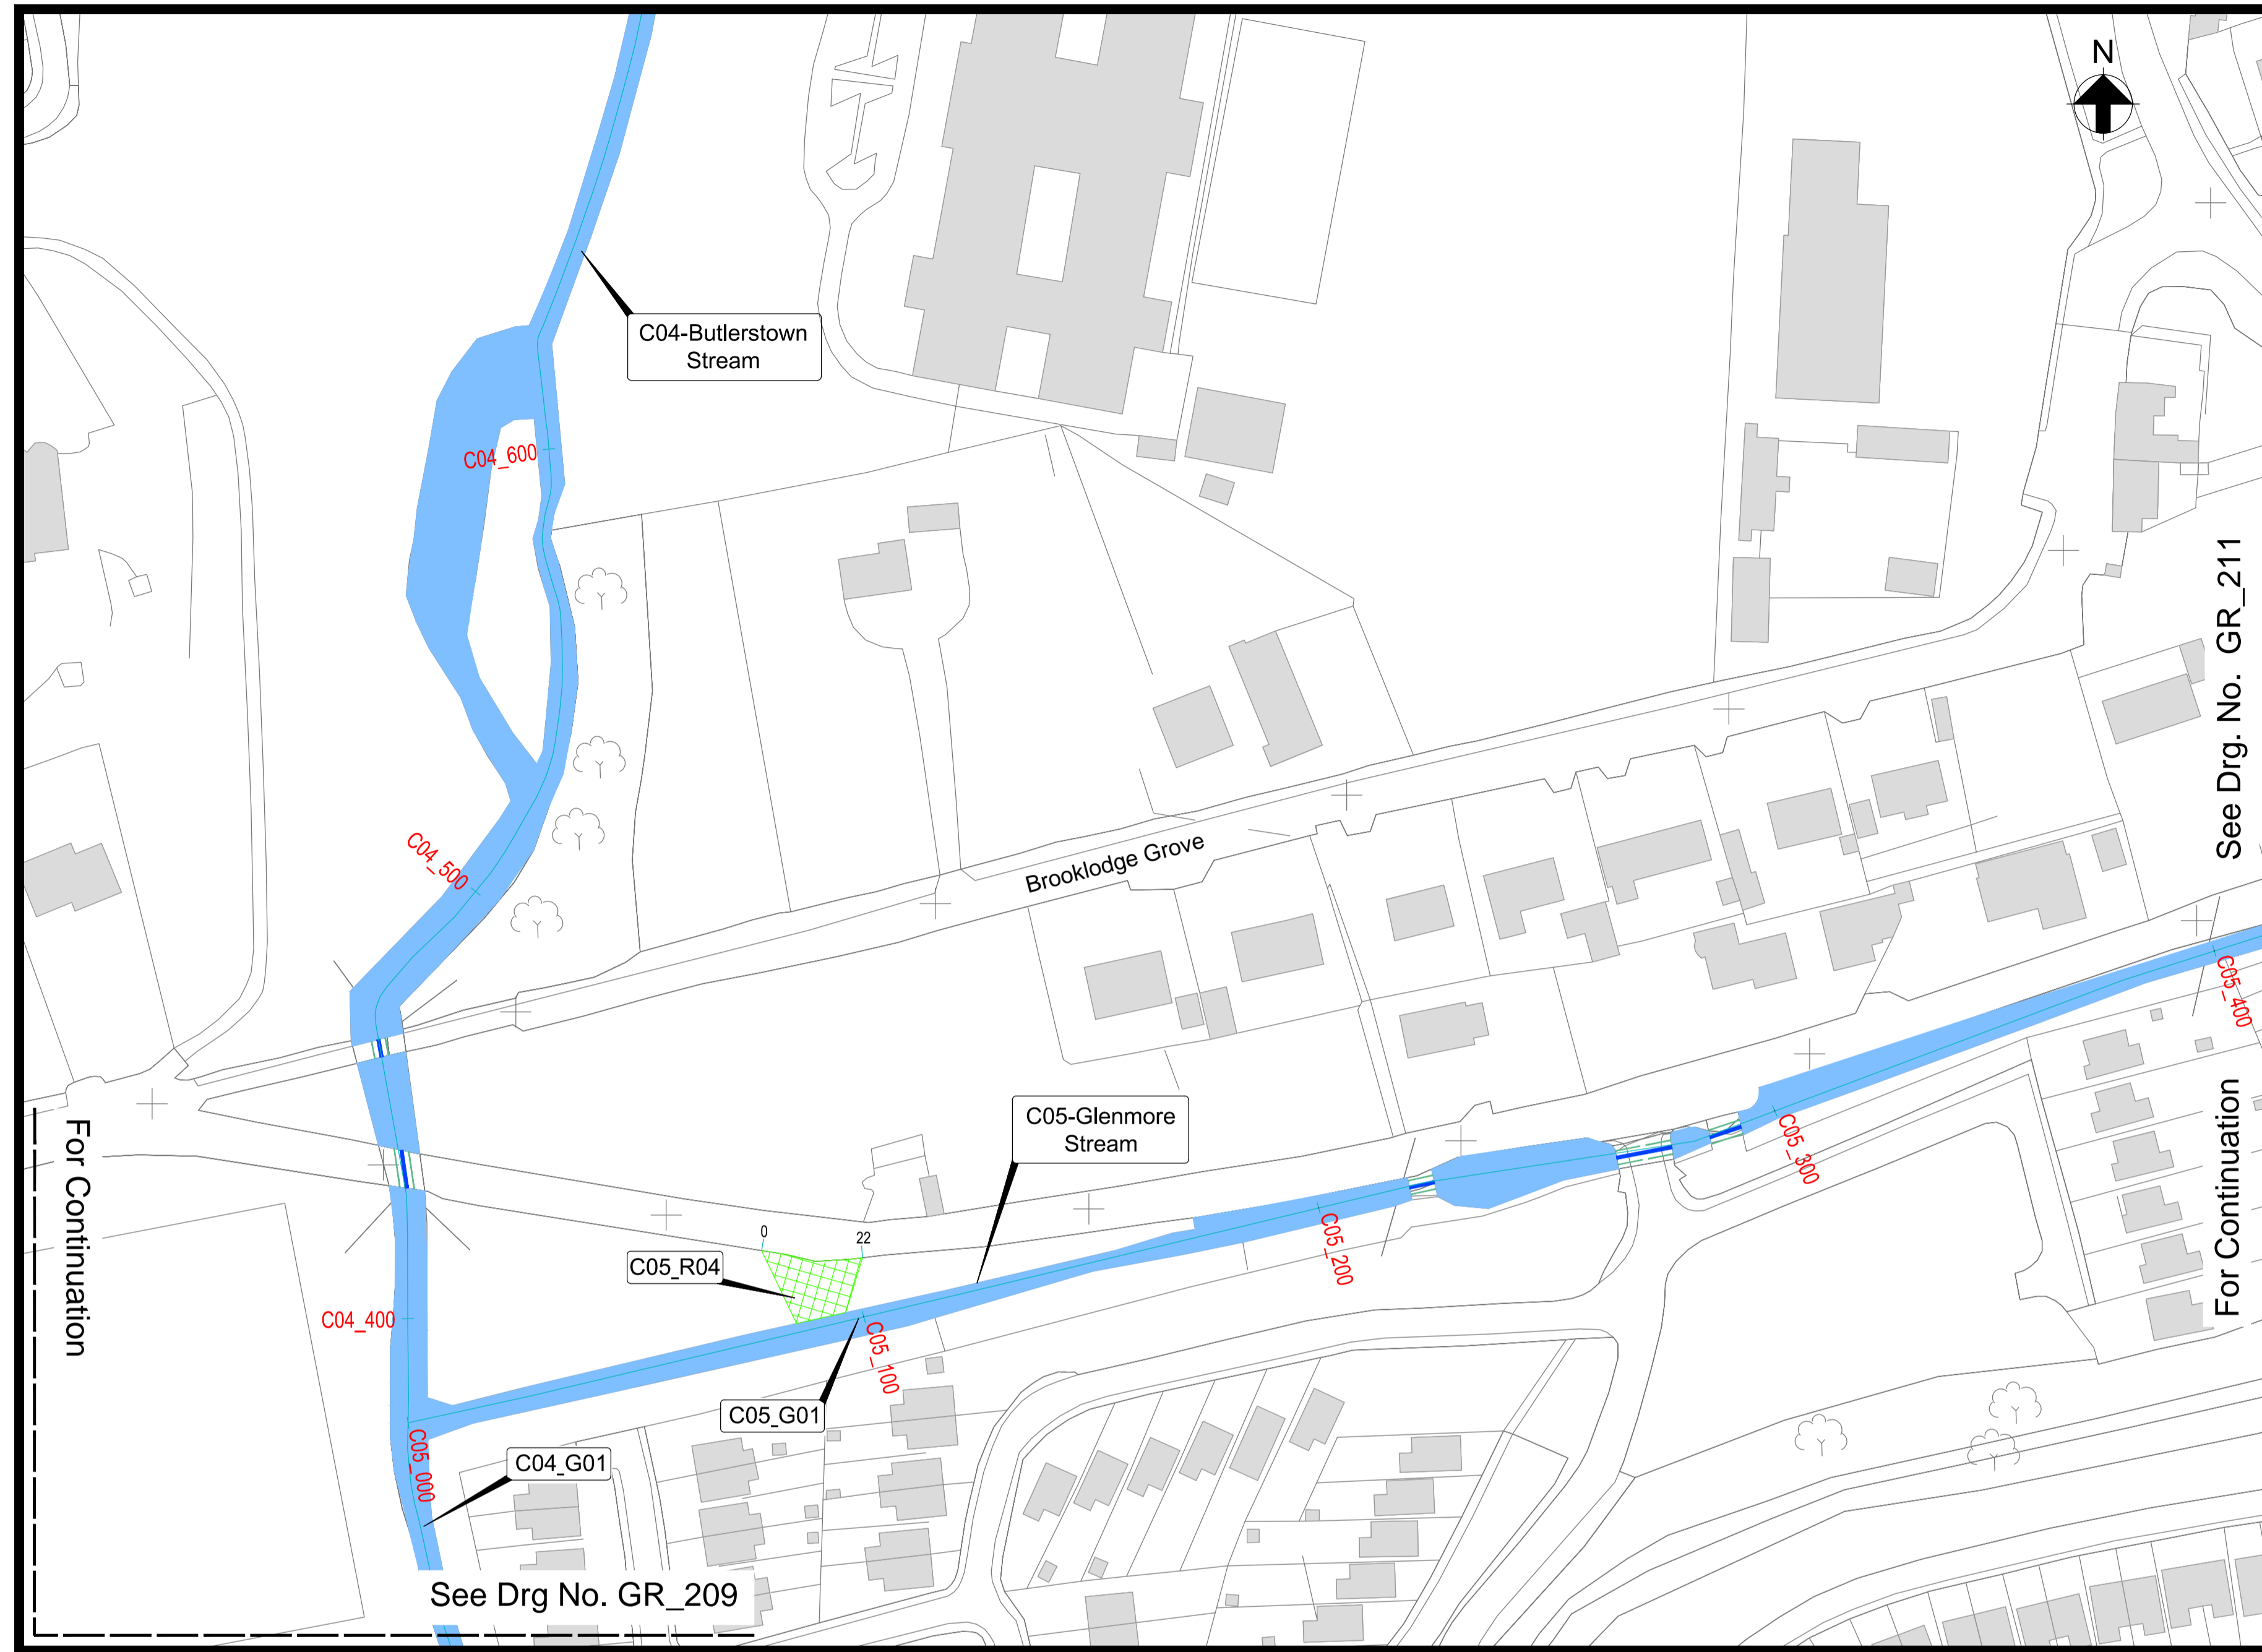 N
C04-Butlerstown
Stream
C04_600
See Drg. No. GR_211
For Continuation
C04_500
Brooklodge Grove
C05_400
C05-Glenmore
Stream
C05_300
For Continuation
C05_200
0
22
C05_R04
C04_400
C05_100
C05_G01
C05_000
C04_G01
See Drg No. GR_209